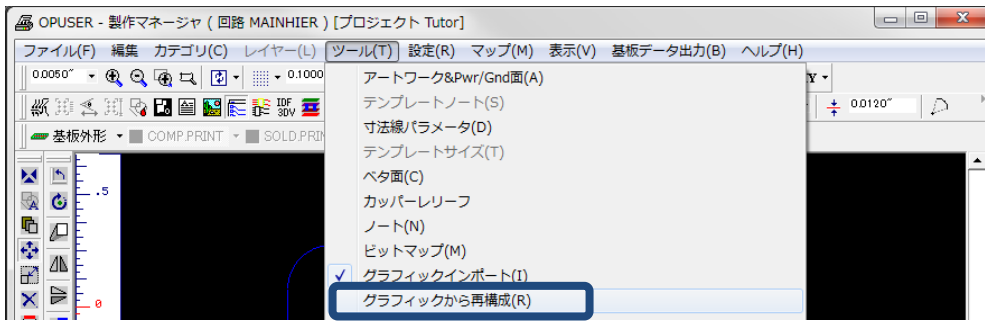 OPUSER - 製作マネージャ ( 回路 MAINHIER ) [プロジェクト Tutor]
ファイル(F) 編集 カテゴリ(C) レイヤー(L) ツール(T) 設定(R) マップ(M) 表示(V) 基板データ出力(B) ヘルプ(H)
0.0050" 0.1000
アートワーク&Pwr/Gnd面(A)
テンプレートノート(S)
IDF 3DV 0.0120"
寸法線パラメータ(D)
基板外形 COMP.PRINT SOLD.PRIN
テンプレートサイズ(T)
ベタ面(C)
.5
カッパーレリーフ
ノート(N)
ビットマップ(M)
グラフィックインポート(I)
グラフィックから再構成(R)
0